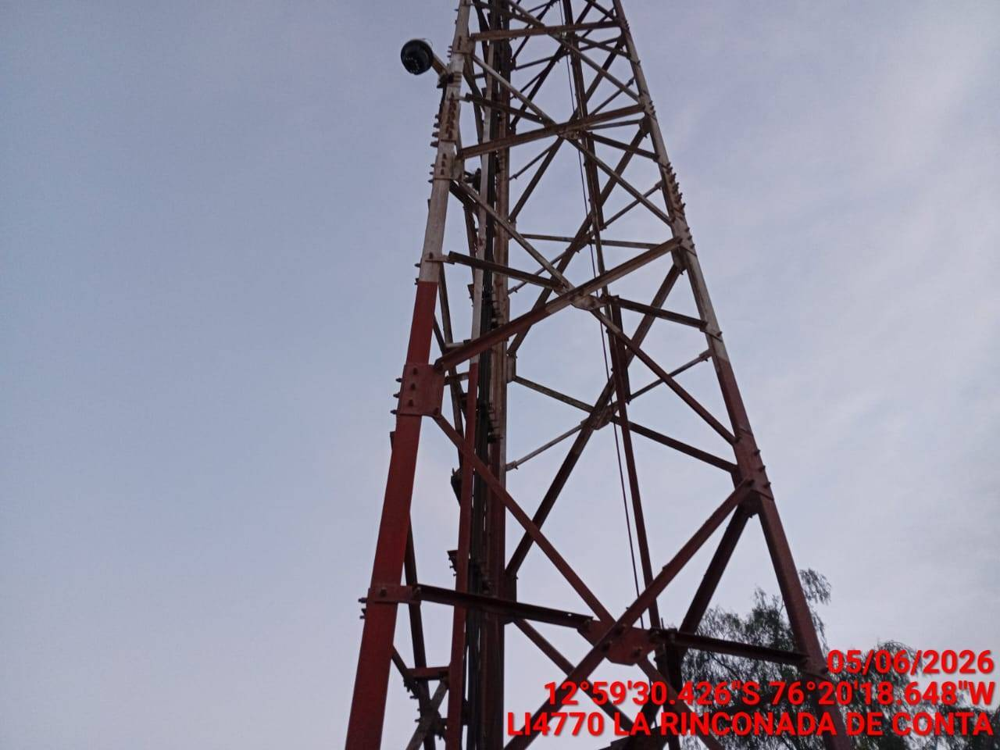 05/06/2026
12°59'30.426"S 76°20'18.648"W
LI4770 LA RINCONADA DE CONTA